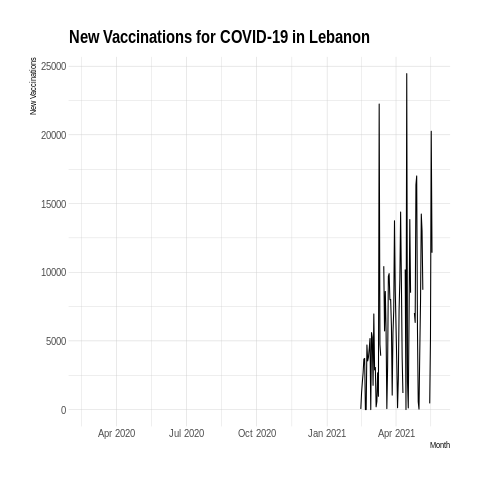 New Vaccinations for COVID-19 in Lebanon
New Vaccinations
25000
20000
15000
10000
5000
0
Apr 2020 Jul 2020 Oct 2020 Jan 2021 Apr 2021
Month